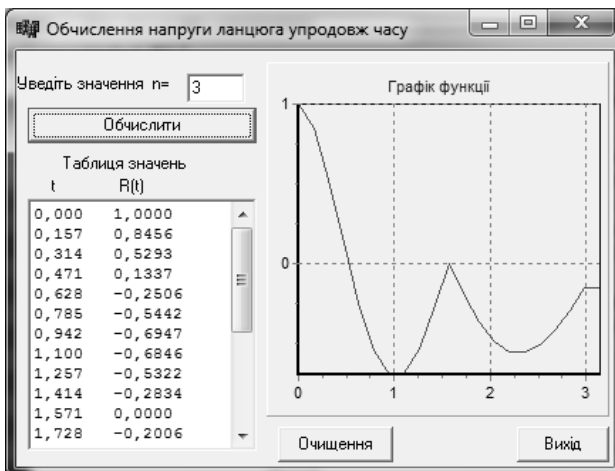 Обчислення напруги ланцюга упродовж часу
Уведіть значення n= 3
Обчислити
Таблиця значень
t R(t)
0,000 1,0000
0,157 0,8456
0,314 0,5293
0,471 0,1337
0,628 -0,2506
0,785 -0,5442
0,942 -0,6947
1,100 -0,6846
1,257 -0,5322
1,414 -0,2834
1,571 0,0000
1,728 -0,2006
Графік функції
1
0
0 1 2 3
Очищення
Вихід